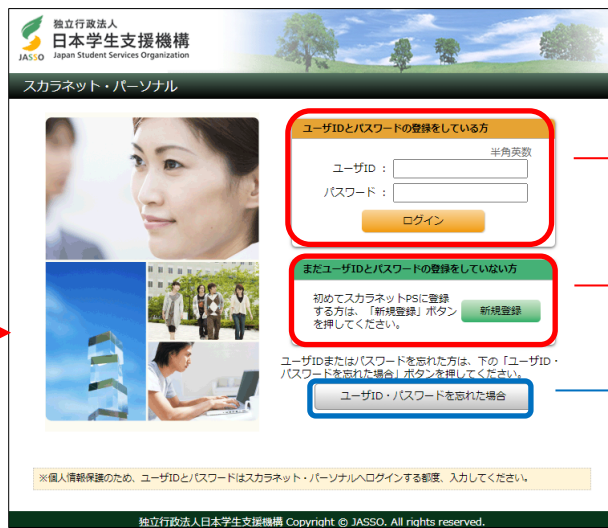 独立行政法人
日本学生支援機構
JASSO Japan Student Services Organization
スカラネット・パーソナル
ユーザIDとパスワードの登録をしている方
半角英数
ユーザID ：
パスワード ：
ログイン
まだユーザIDとパスワードの登録をしていない方
初めてスカラネットPSに登録
する方は、「新規登録」ボタン
を押してください。
新規登録
ユーザIDまたはパスワードを忘れた方は、下の「ユーザID・
パスワードを忘れた場合」ボタンを押してください。
ユーザID・パスワードを忘れた場合
※個人情報保護のため、ユーザIDとパスワードはスカラネット・パーソナルへログインする都度、入力してください。
独立行政法人日本学生支援機構 Copyright © JASSO. All rights reserved.